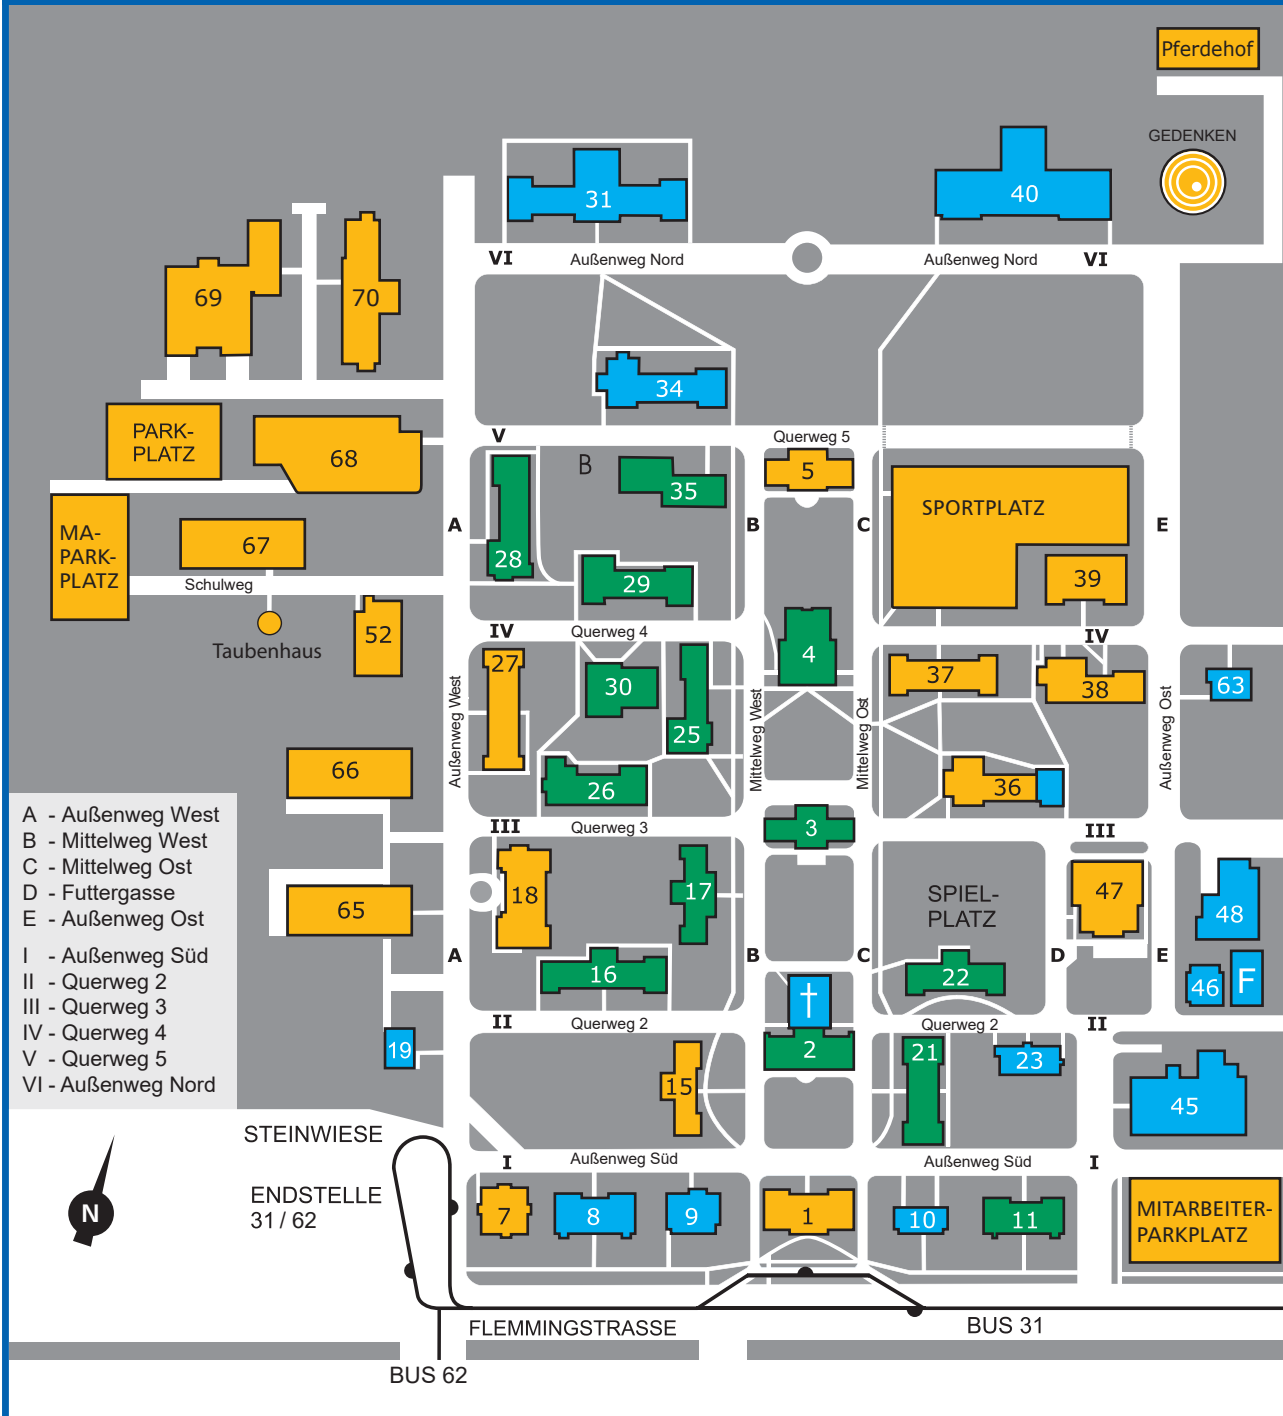 Pferdehof
GEDENKEN
31
40
VI
Außenweg Nord
Außenweg Nord
VI
69
70
34
PARK-
PLATZ
68
V
Querweg 5
B
35
5
SPORTPLATZ
MA-
PARK-
PLATZ
67
A
28
B
C
E
29
39
Schulweg
52
Taubenhaus
IV
Querweg 4
IV
27
30
25
4
37
38
63
Außenweg West
Mittelweg West
Mittelweg Ost
Außenweg Ost
66
26
36
III
Querweg 3
3
III
A - Außenweg West
B - Mittelweg West
C - Mittelweg Ost
D - Futtergasse
E - Außenweg Ost
I - Außenweg Süd
II - Querweg 2
III - Querweg 3
IV - Querweg 4
V - Querweg 5
VI - Außenweg Nord
65
18
17
SPIEL-
PLATZ
47
48
A
16
B
C
22
D
E
46
F
II
Querweg 2
Querweg 2
II
19
2
21
23
15
45
STEINWIESE
I
Außenweg Süd
Außenweg Süd
I
ENDSTELLE
31 / 62
N
7
8
9
1
10
11
MITARBEITER-
PARKPLATZ
FLEMMINGSTRASSE
BUS 31
BUS 62